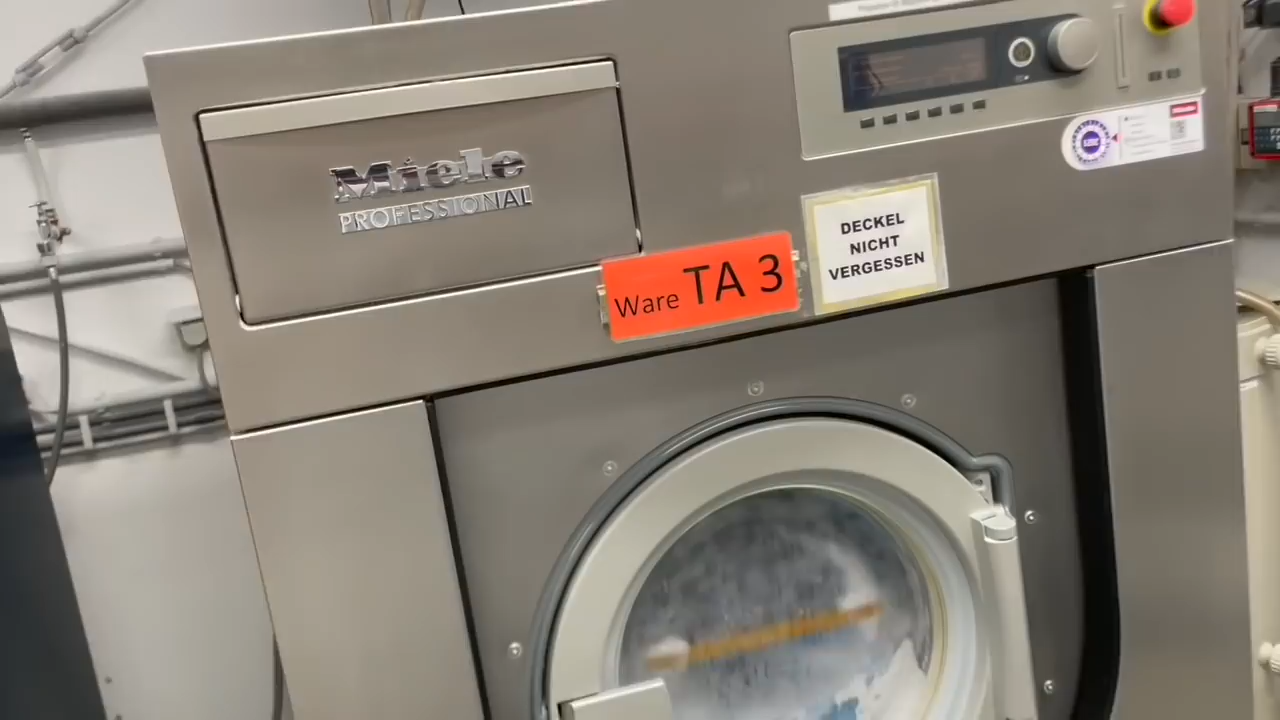 Miele
PROFESSIONAL
Ware TA 3
DECKEL
NICHT
VERGESSEN